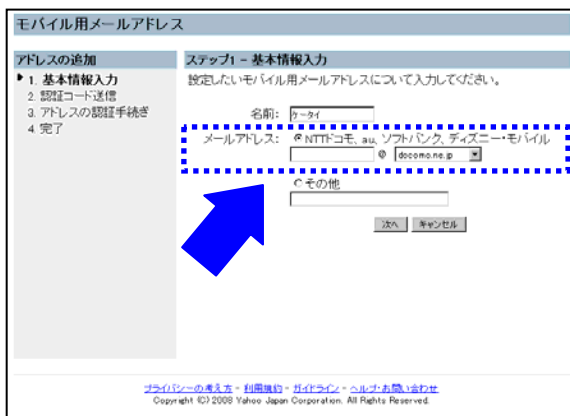 モバイル用メールアドレス
アドレスの追加
1. 基本情報入力
2. 認証コード送信
3. アドレスの認証手続き
4. 完了
ステップ1 - 基本情報入力
設定したいモバイル用メールアドレスについて入力してください。
名前: ケータイ
メールアドレス: NTTドコモ、au、ソフトバンク、ディズニー・モバイル
@ docomo.ne.jp
その他
次へ キャンセル
プライバシーの考え方 - 利用規約 - ガイドライン - ヘルプ・お問い合わせ
Copyright (C) 2008 Yahoo Japan Corporation. All Rights Reserved.